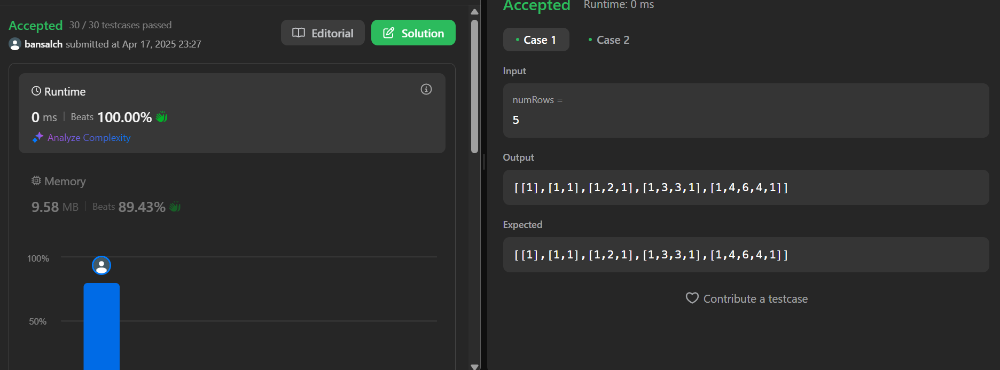 Accepted 30 / 30 testcases passed
bansalch submitted at Apr 17, 2025 23:27
Editorial
Solution
Runtime
0 ms | Beats 100.00%
Analyze Complexity
Memory
9.58 MB | Beats 89.43%
100%
50%
Accepted Runtime: 0 ms
• Case 1 • Case 2
Input
numRows =
5
Output
[[1],[1,1],[1,2,1],[1,3,3,1],[1,4,6,4,1]]
Expected
[[1],[1,1],[1,2,1],[1,3,3,1],[1,4,6,4,1]]
Contribute a testcase